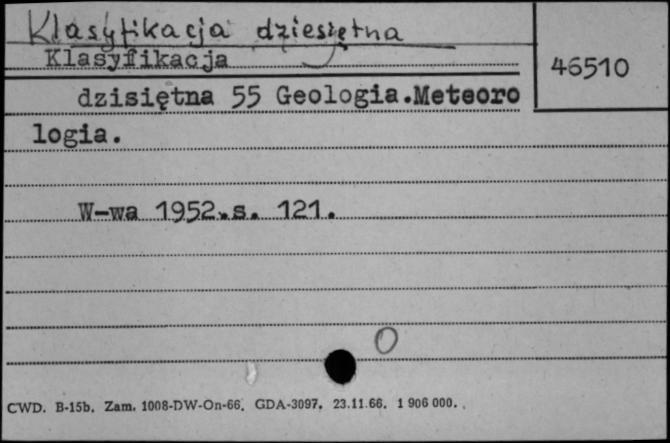 Klasyfikacja dziesiętna
46510
Klasyfikacja
dzisiętna 55 Geologia.Meteoro
logia.
W-wa 1952.s. 121.
0
CWD. B-15b. Zam. 1008-DW-On-66. GDA-3097. 23.11.66. 1 906 000.